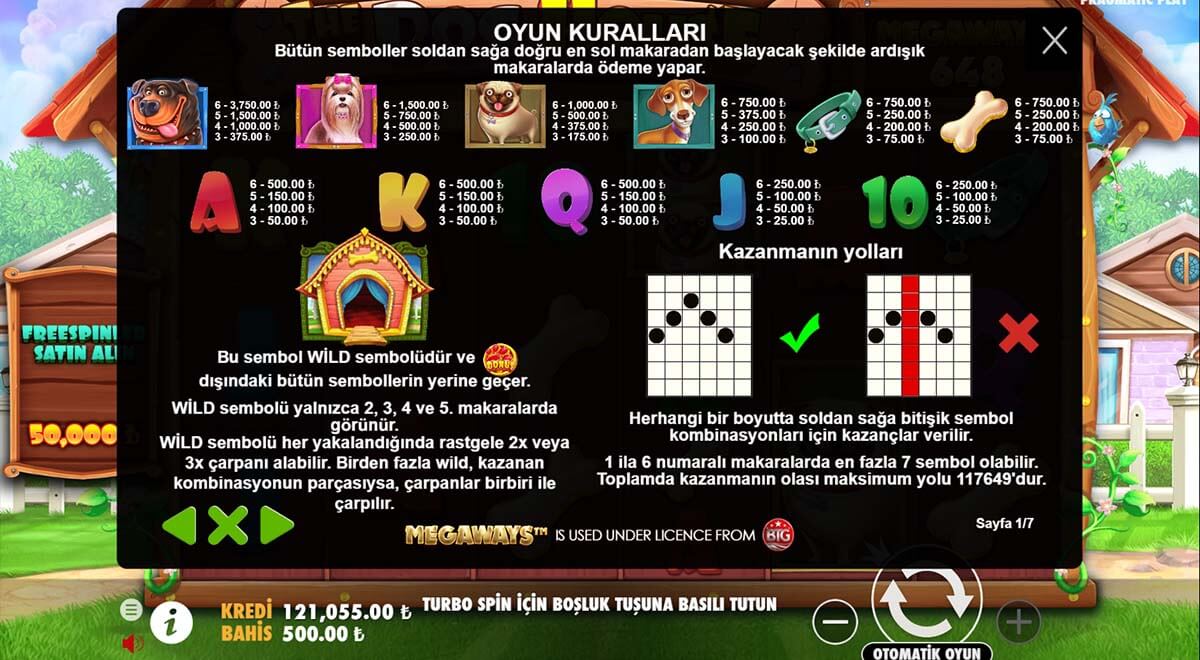 PRAGMATIC PLAY
OYUN KURALLARI
Bütün semboller soldan sağa doğru en sol makaradan başlayacak şekilde ardışık
makaralarda ödeme yapar.
6 - 3,750.00 ₺
5 - 1,500.00 ₺
4 - 1,000.00 ₺
3 - 375.00 ₺
6 - 1,500.00 ₺
5 - 750.00 ₺
4 - 500.00 ₺
3 - 250.00 ₺
6 - 1,000.00 ₺
5 - 500.00 ₺
4 - 375.00 ₺
3 - 175.00 ₺
6 - 750.00 ₺
5 - 375.00 ₺
4 - 250.00 ₺
3 - 100.00 ₺
6 - 750.00 ₺
5 - 250.00 ₺
4 - 200.00 ₺
3 - 75.00 ₺
6 - 750.00 ₺
5 - 250.00 ₺
4 - 200.00 ₺
3 - 75.00 ₺
A
6 - 500.00 ₺
5 - 150.00 ₺
4 - 100.00 ₺
3 - 50.00 ₺
K
6 - 500.00 ₺
5 - 150.00 ₺
4 - 100.00 ₺
3 - 50.00 ₺
Q
6 - 500.00 ₺
5 - 150.00 ₺
4 - 100.00 ₺
3 - 50.00 ₺
J
6 - 250.00 ₺
5 - 100.00 ₺
4 - 50.00 ₺
3 - 25.00 ₺
10
6 - 250.00 ₺
5 - 100.00 ₺
4 - 50.00 ₺
3 - 25.00 ₺
Bu sembol WİLD sembolüdür ve BONUS
dışındaki bütün sembollerin yerine geçer.
WİLD sembolü yalnızca 2, 3, 4 ve 5. makaralarda
görünür.
WİLD sembolü her yakalandığında rastgele 2x veya
3x çarpanı alabilir. Birden fazla wild, kazanan
kombinasyonun parçasıysa, çarpanlar birbiri ile
çarpılır.
Kazanmanın yolları
Herhangi bir boyutta soldan sağa bitişik sembol
kombinasyonları için kazançlar verilir.
1 ila 6 numaralı makaralarda en fazla 7 sembol olabilir.
Toplamda kazanmanın olası maksimum yolu 117649'dur.
MEGAWAYS™ IS USED UNDER LICENCE FROM BIG
Sayfa 1/7
FREESPINLER
SATIN ALIN
50,000 ₺
KREDİ 121,055.00 ₺
BAHİS 500.00 ₺
TURBO SPİN İÇİN BOŞLUK TUŞUNA BASILI TUTUN
OTOMATİK OYUN